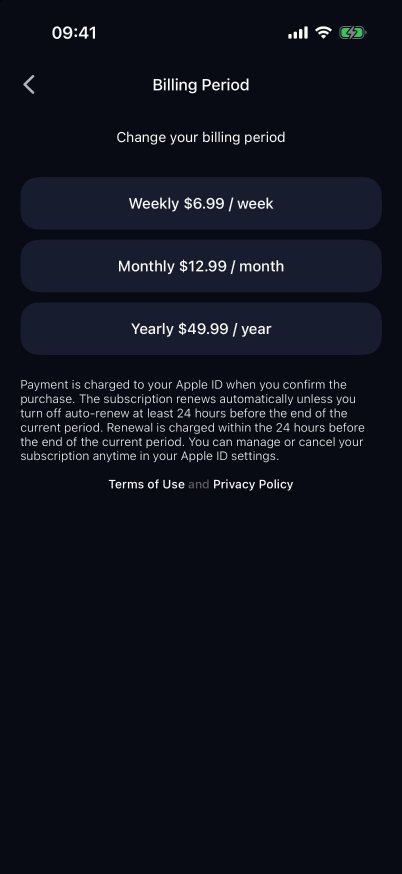 09:41
Billing Period
Change your billing period
Weekly $6.99 / week
Monthly $12.99 / month
Yearly $49.99 / year
Payment is charged to your Apple ID when you confirm the
purchase. The subscription renews automatically unless you
turn off auto-renew at least 24 hours before the end of the
current period. Renewal is charged within the 24 hours before
the end of the current period. You can manage or cancel your
subscription anytime in your Apple ID settings.
Terms of Use and Privacy Policy